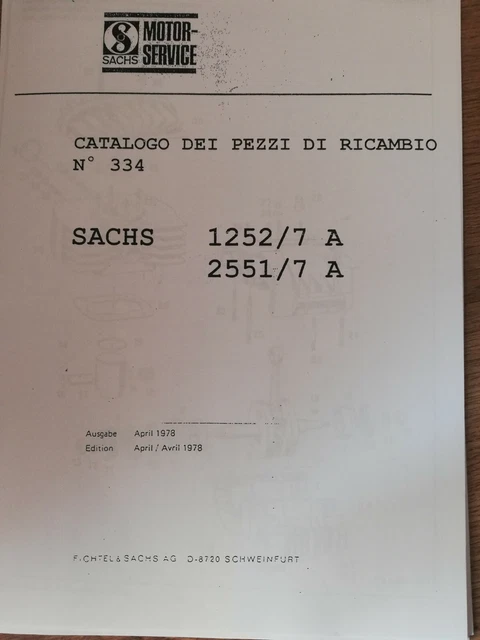 SACHS
MOTOR-
SERVICE
CATALOGO DEI PEZZI DI RICAMBIO
N° 334
SACHS 1252/7 A
2551/7 A
Ausgabe April 1978
Edition April / Avril 1978
FICHTEL & SACHS AG D-8720 SCHWEINFURT